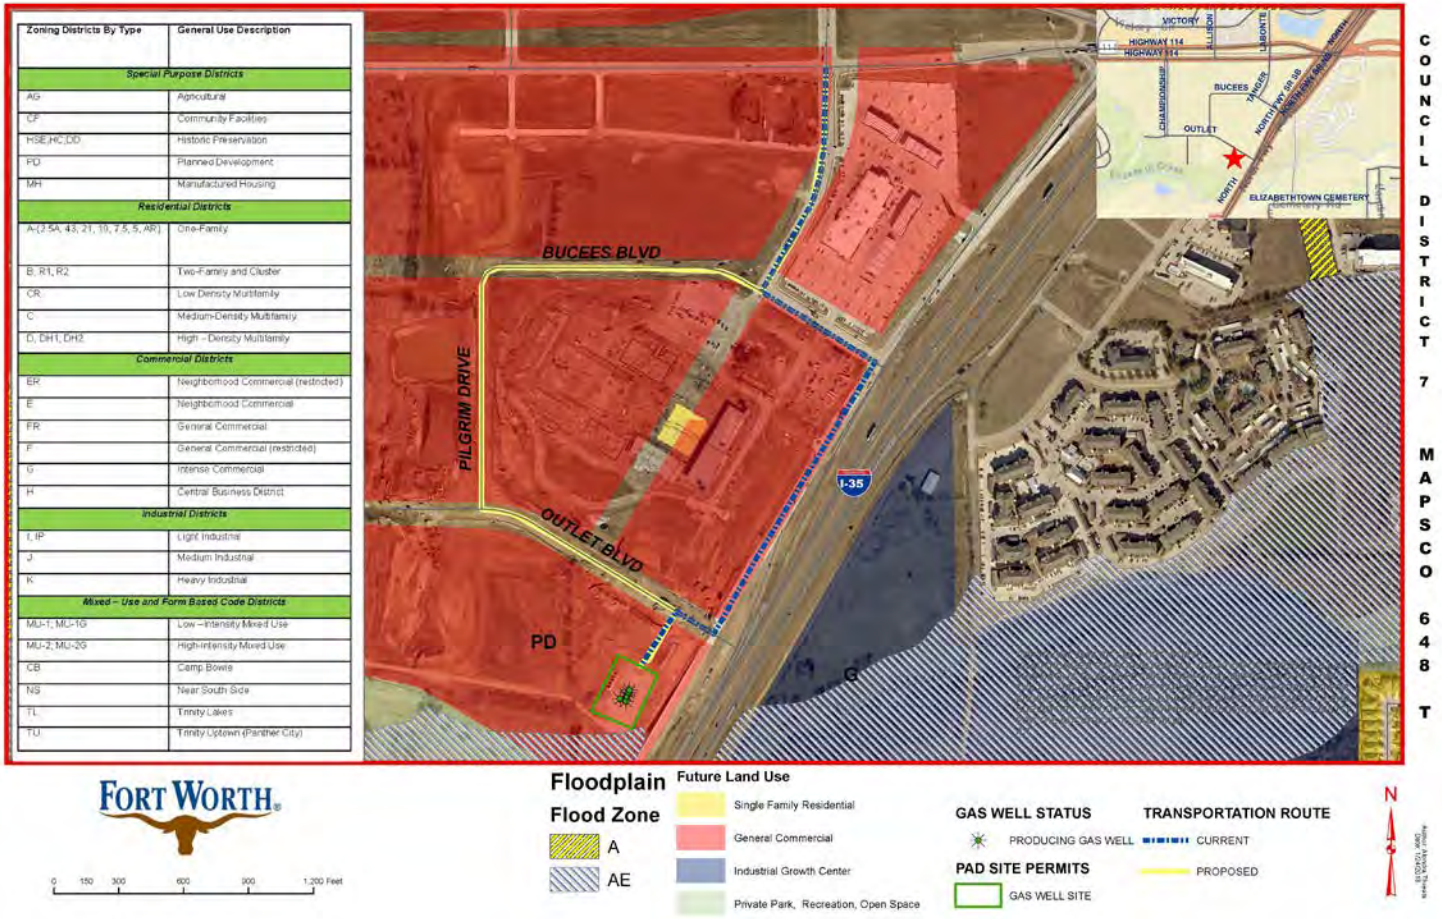 Zoning Districts By Type General Use Description
Special Purpose Districts
AG Agricultural
CF Community Facilities
HSE,HC,DD Historic Preservation
PD Planned Development
MH Manufactured Housing
Residential Districts
A-(2.5A, 43, 21, 10, 7.5, 5, AR) One-Family
B, R1, R2 Two-Family and Cluster
CR Low Density Multifamily
C Medium-Density Multifamily
D, DH1, DH2 High - Density Multifamily
Commercial Districts
ER Neighborhood Commercial (restricted)
E Neighborhood Commercial
FR General Commercial
F General Commercial (restricted)
G Intense Commercial
H Central Business District
Industrial Districts
I, IP Light Industrial
J Medium Industrial
K Heavy Industrial
Mixed – Use and Form Based Code Districts
MU-1; MU-1G Low – Intensity Mixed Use
MU-2; MU-2G High-Intensity Mixed Use
CB Camp Bowie
NS Near South Side
TL Trinity Lakes
TU Trinity Uptown (Panther City)
BUCEES BLVD
PILGRIM DRIVE
OUTLET BLVD
I-35
PD
G
VICTORY
ALLISON
LABONTE
NORTH
HIGHWAY 114
HIGHWAY 114
CHAMPIONSHIP
BUCEES
TANGER
NORTH FWY SR SB
OUTLET
NORTH
ELIZABETHTOWN CEMETERY
COUNCIL DISTRICT 7 MAPSCO 648 T
FORT WORTH®
0 150 300 600 900 1,200 Feet
Floodplain
Flood Zone
A
AE
Future Land Use
Single Family Residential
General Commercial
Industrial Growth Center
Private Park, Recreation, Open Space
GAS WELL STATUS
PRODUCING GAS WELL
PAD SITE PERMITS
GAS WELL SITE
TRANSPORTATION ROUTE
CURRENT
PROPOSED
N